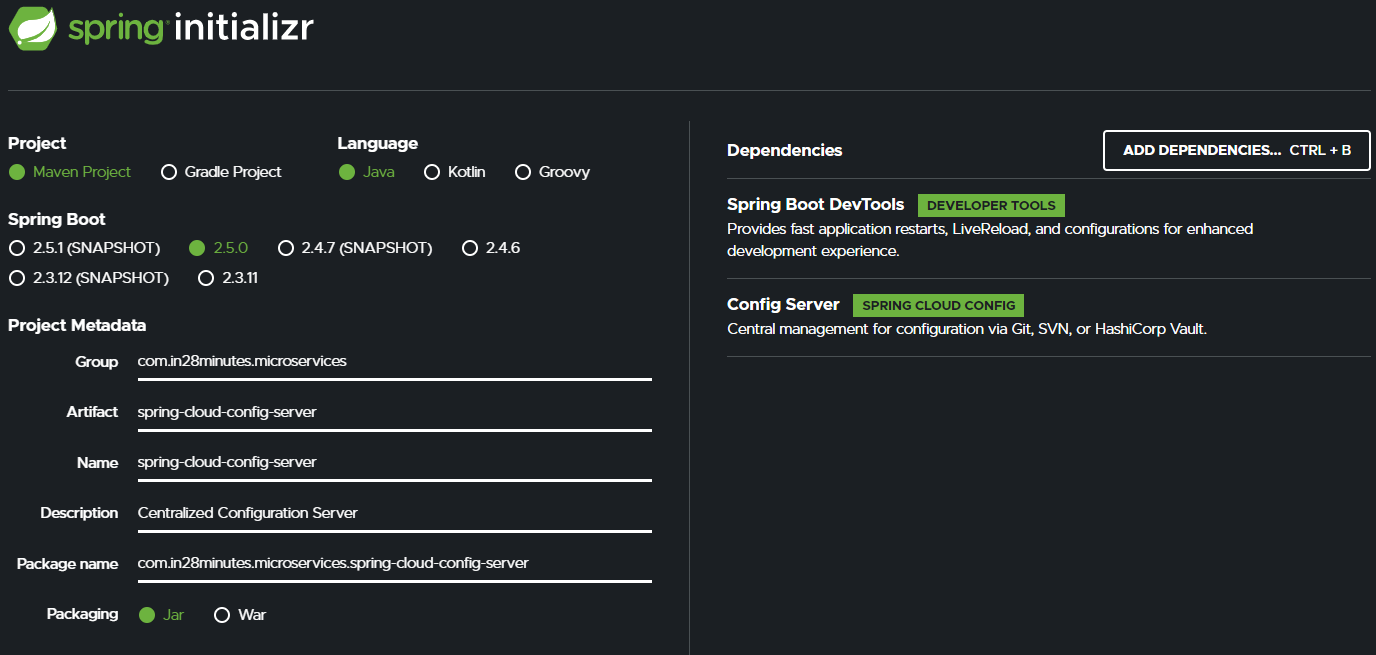 spring initializr
Project
Maven Project Gradle Project
Language
Java Kotlin Groovy
Spring Boot
2.5.1 (SNAPSHOT) 2.5.0 2.4.7 (SNAPSHOT) 2.4.6
2.3.12 (SNAPSHOT) 2.3.11
Project Metadata
Group com.in28minutes.microservices
Artifact spring-cloud-config-server
Name spring-cloud-config-server
Description Centralized Configuration Server
Package name com.in28minutes.microservices.spring-cloud-config-server
Packaging Jar War
Dependencies ADD DEPENDENCIES... CTRL + B
Spring Boot DevTools DEVELOPER TOOLS
Provides fast application restarts, LiveReload, and configurations for enhanced
development experience.
Config Server SPRING CLOUD CONFIG
Central management for configuration via Git, SVN, or HashiCorp Vault.